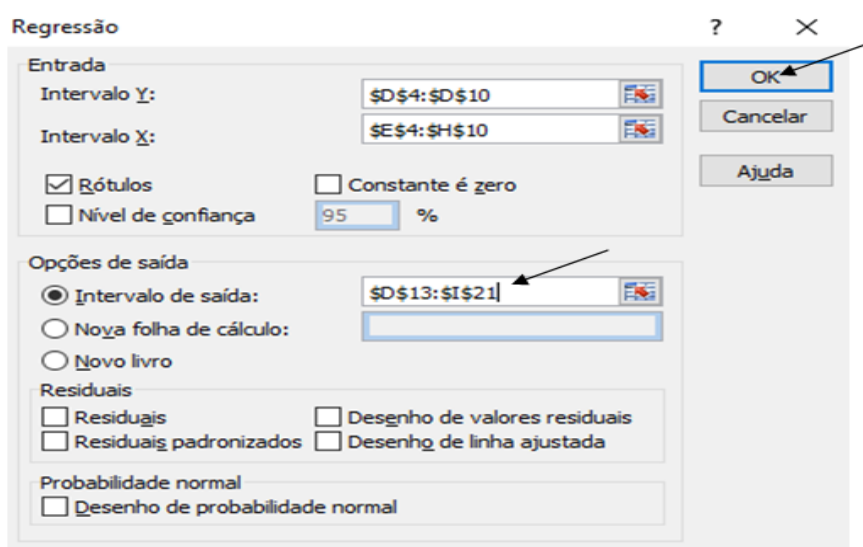 Regressão ? ×
Entrada
Intervalo Y: $D$4:$D$10
Intervalo X: $E$4:$H$10
Rótulos Constante é zero
Nível de confiança 95 %
OK
Cancelar
Ajuda
Opções de saída
Intervalo de saída: $D$13:$I$21
Nova folha de cálculo:
Novo livro
Residuais
Residuais Desenho de valores residuais
Residuais padronizados Desenho de linha ajustada
Probabilidade normal
Desenho de probabilidade normal